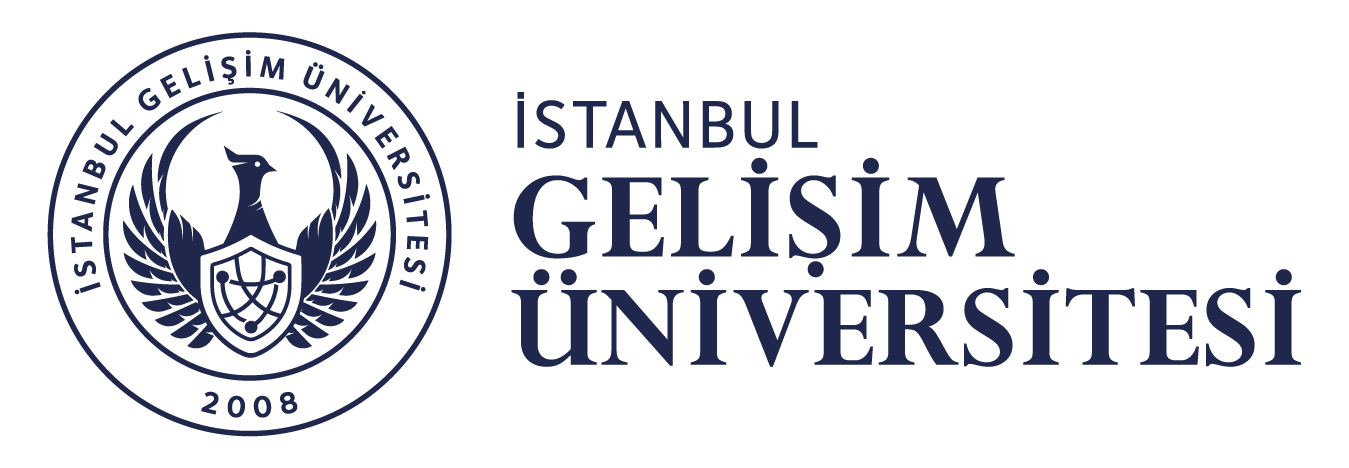 İSTANBUL GELİŞİM ÜNİVERSİTESİ
2008
İSTANBUL
GELİŞİM
ÜNİVERSİTESİ